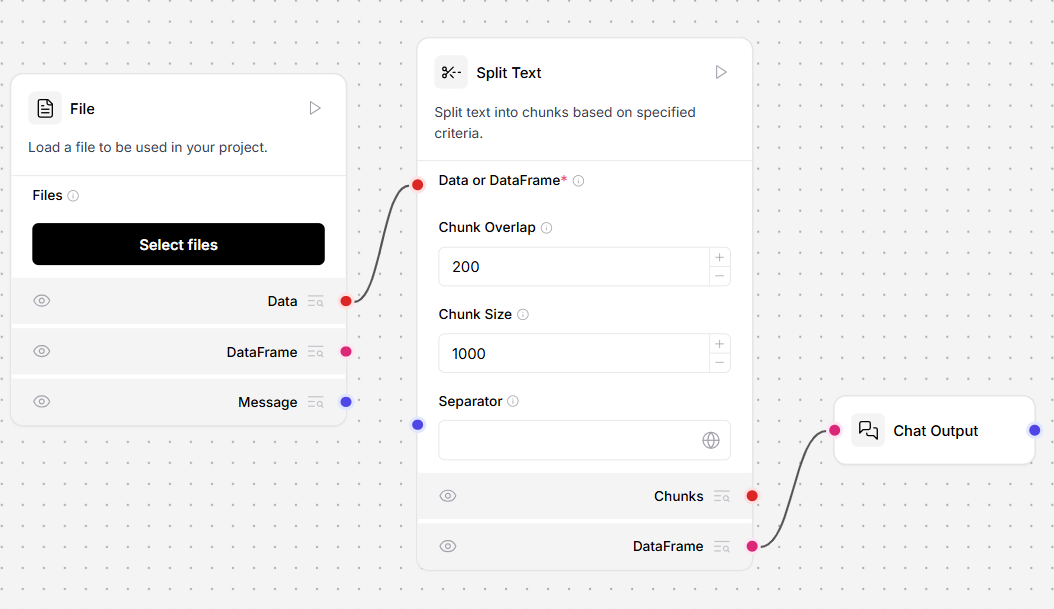 File
Load a file to be used in your project.
Files
Select files
Data
DataFrame
Message
Split Text
Split text into chunks based on specified
criteria.
Data or DataFrame*
Chunk Overlap
200
Chunk Size
1000
Separator
Chunks
DataFrame
Chat Output